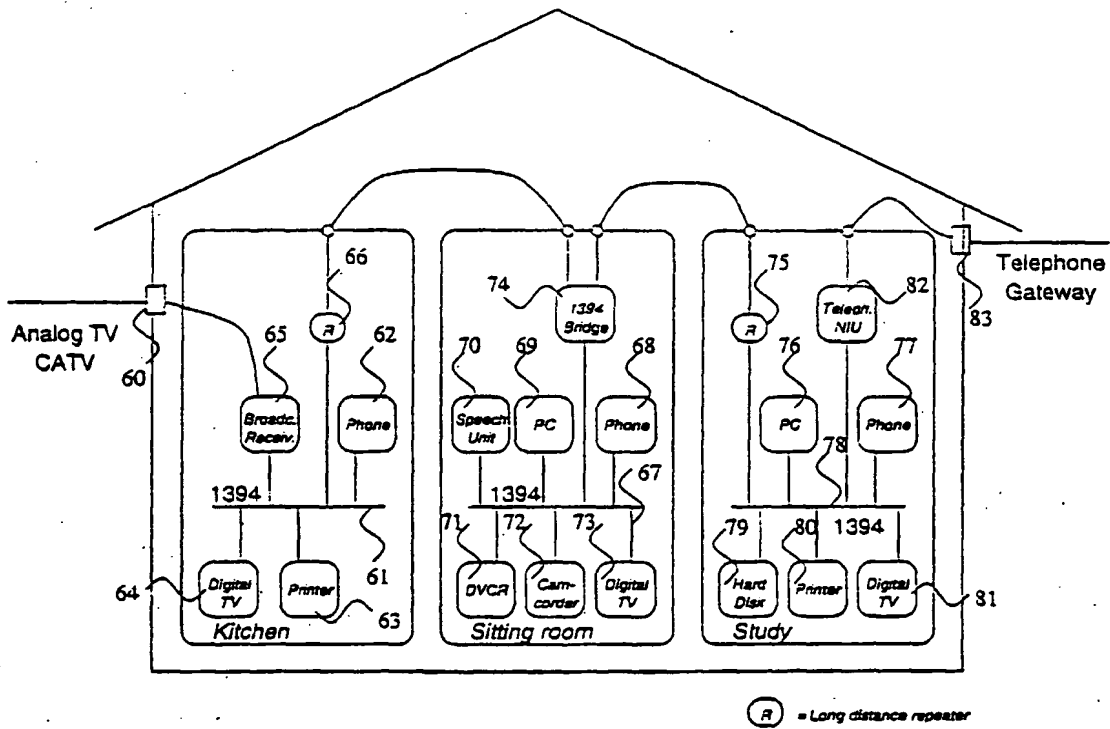 66
74
75
82
Telephone
Gateway
83
Analog TV
CATV
60
65
62
R
1394
Bridge
R
Teleph.
NIU
70
69
68
76
77
Broadc.
Receiv.
Phone
Speech
Unit
PC
Phone
PC
Phone
67
78
1394
1394
1394
71
72
73
79
80
64
Digital
TV
Printer
61
63
DVCR
Cam-
corder
Digital
TV
Hard
Disk
Printer
Digital
TV
81
Kitchen
Sitting room
Study
R = Long distance repeater